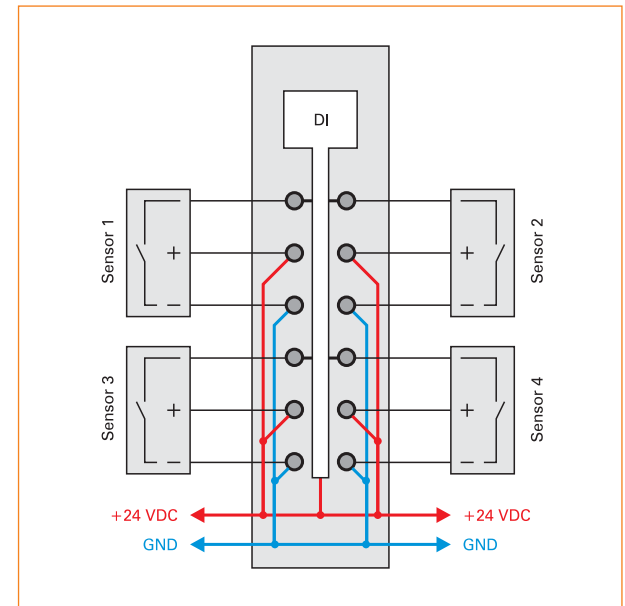 DI
Sensor 1
Sensor 2
+
+
Sensor 3
Sensor 4
+
+
+24 VDC
+24 VDC
GND
GND